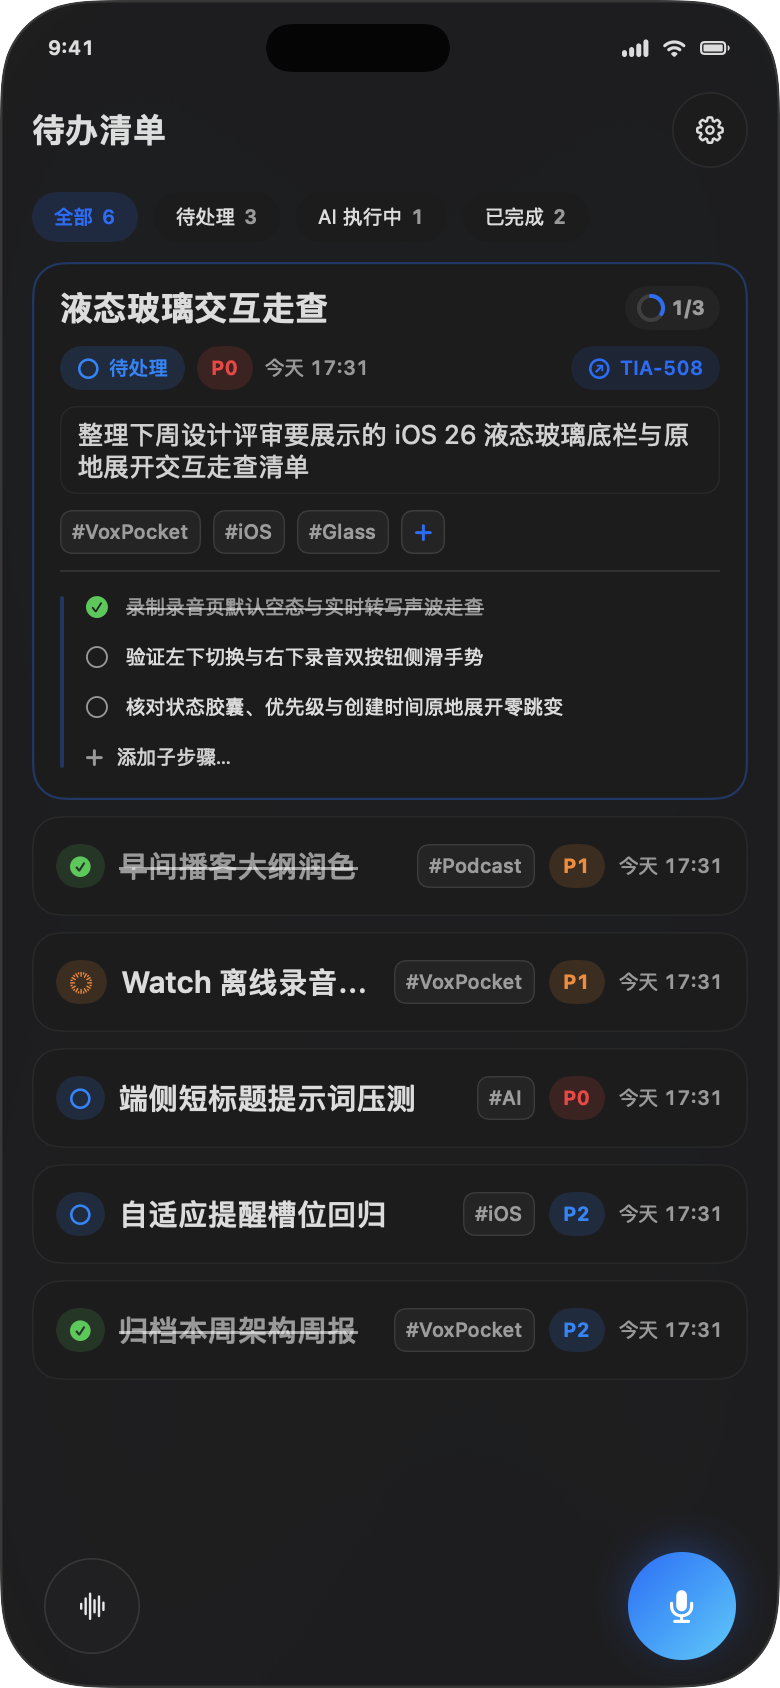 9:41
待办清单
全部 6 待处理 3 AI 执行中 1 已完成 2
液态玻璃交互走查 1/3
待处理 P0 今天 17:31 TIA-508
整理下周设计评审要展示的 iOS 26 液态玻璃底栏与原
地展开交互走查清单
#VoxPocket #iOS #Glass +
录制录音页默认空态与实时转写声波走查
验证左下切换与右下录音双按钮侧滑手势
核对状态胶囊、优先级与创建时间原地展开零跳变
+ 添加子步骤...
早间播客大纲润色 #Podcast P1 今天 17:31
Watch 离线录音... #VoxPocket P1 今天 17:31
端侧短标题提示词压测 #AI P0 今天 17:31
自适应提醒槽位回归 #iOS P2 今天 17:31
归档本周架构周报 #VoxPocket P2 今天 17:31